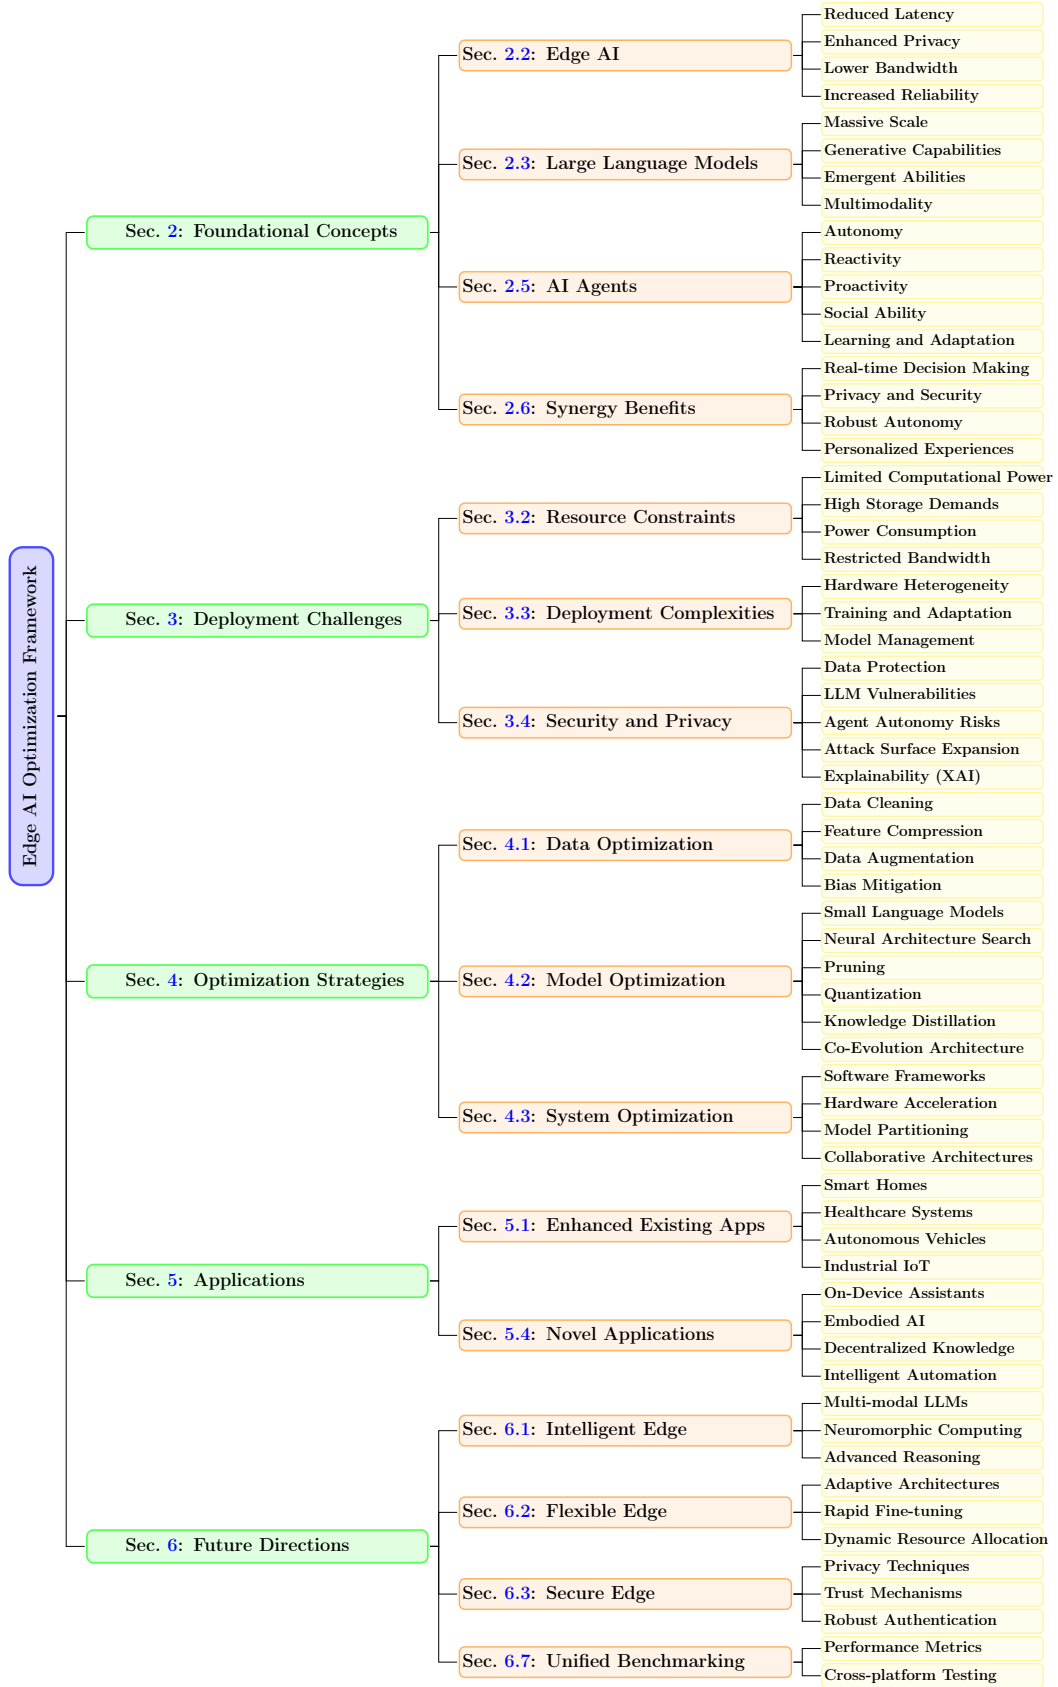 Edge AI Optimization Framework
Sec. 2: Foundational Concepts
Sec. 2.2: Edge AI
Reduced Latency
Enhanced Privacy
Lower Bandwidth
Increased Reliability
Sec. 2.3: Large Language Models
Massive Scale
Generative Capabilities
Emergent Abilities
Multimodality
Sec. 2.5: AI Agents
Autonomy
Reactivity
Proactivity
Social Ability
Learning and Adaptation
Sec. 2.6: Synergy Benefits
Real-time Decision Making
Privacy and Security
Robust Autonomy
Personalized Experiences
Sec. 3: Deployment Challenges
Sec. 3.2: Resource Constraints
Limited Computational Power
High Storage Demands
Power Consumption
Restricted Bandwidth
Sec. 3.3: Deployment Complexities
Hardware Heterogeneity
Training and Adaptation
Model Management
Sec. 3.4: Security and Privacy
Data Protection
LLM Vulnerabilities
Agent Autonomy Risks
Attack Surface Expansion
Explainability (XAI)
Sec. 4: Optimization Strategies
Sec. 4.1: Data Optimization
Data Cleaning
Feature Compression
Data Augmentation
Bias Mitigation
Sec. 4.2: Model Optimization
Small Language Models
Neural Architecture Search
Pruning
Quantization
Knowledge Distillation
Co-Evolution Architecture
Sec. 4.3: System Optimization
Software Frameworks
Hardware Acceleration
Model Partitioning
Collaborative Architectures
Sec. 5: Applications
Sec. 5.1: Enhanced Existing Apps
Smart Homes
Healthcare Systems
Autonomous Vehicles
Industrial IoT
Sec. 5.4: Novel Applications
On-Device Assistants
Embodied AI
Decentralized Knowledge
Intelligent Automation
Sec. 6: Future Directions
Sec. 6.1: Intelligent Edge
Multi-modal LLMs
Neuromorphic Computing
Advanced Reasoning
Sec. 6.2: Flexible Edge
Adaptive Architectures
Rapid Fine-tuning
Dynamic Resource Allocation
Sec. 6.3: Secure Edge
Privacy Techniques
Trust Mechanisms
Robust Authentication
Sec. 6.7: Unified Benchmarking
Performance Metrics
Cross-platform Testing